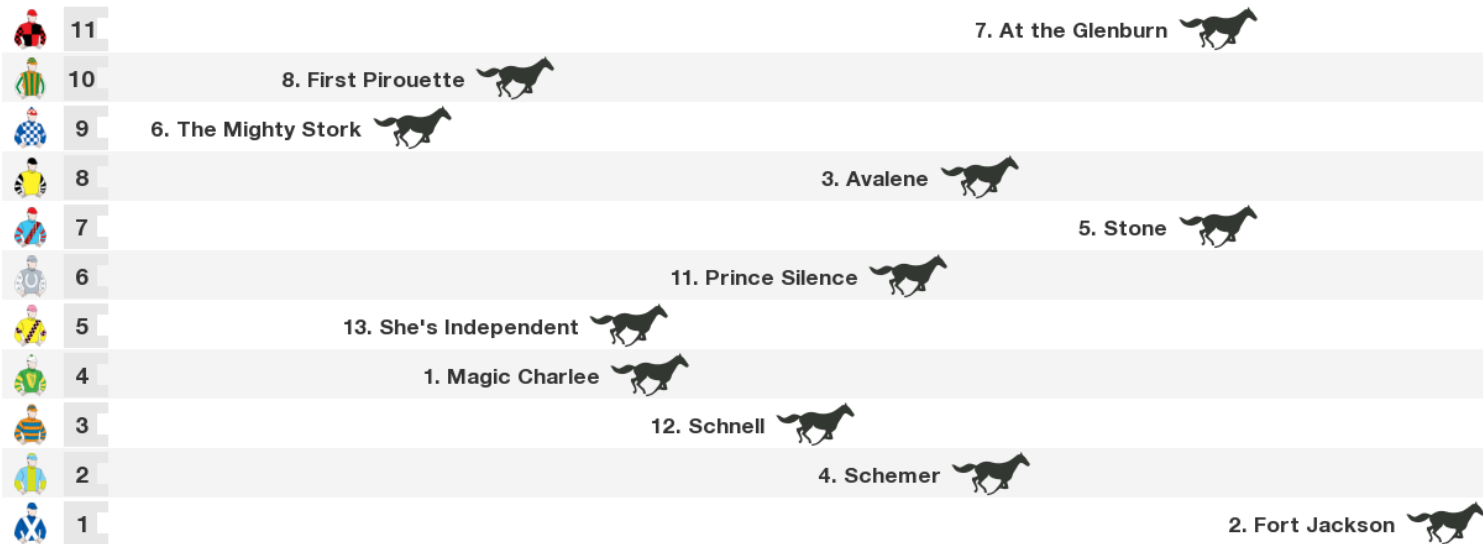 11 7. At the Glenburn
10 8. First Pirouette
9 6. The Mighty Stork
8 3. Avalene
7 5. Stone
6 11. Prince Silence
5 13. She's Independent
4 1. Magic Charlee
3 12. Schnell
2 4. Schemer
1 2. Fort Jackson